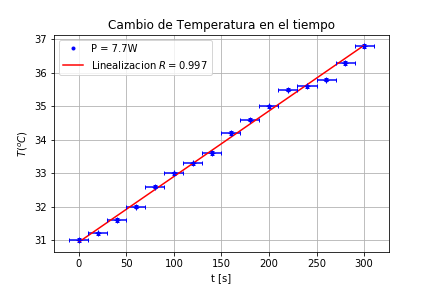 Cambio de Temperatura en el tiempo
P = 7.7W
Linealizacion R = 0.997
37
36
35
34
33
32
31
T(°C)
0 50 100 150 200 250 300
t [s]